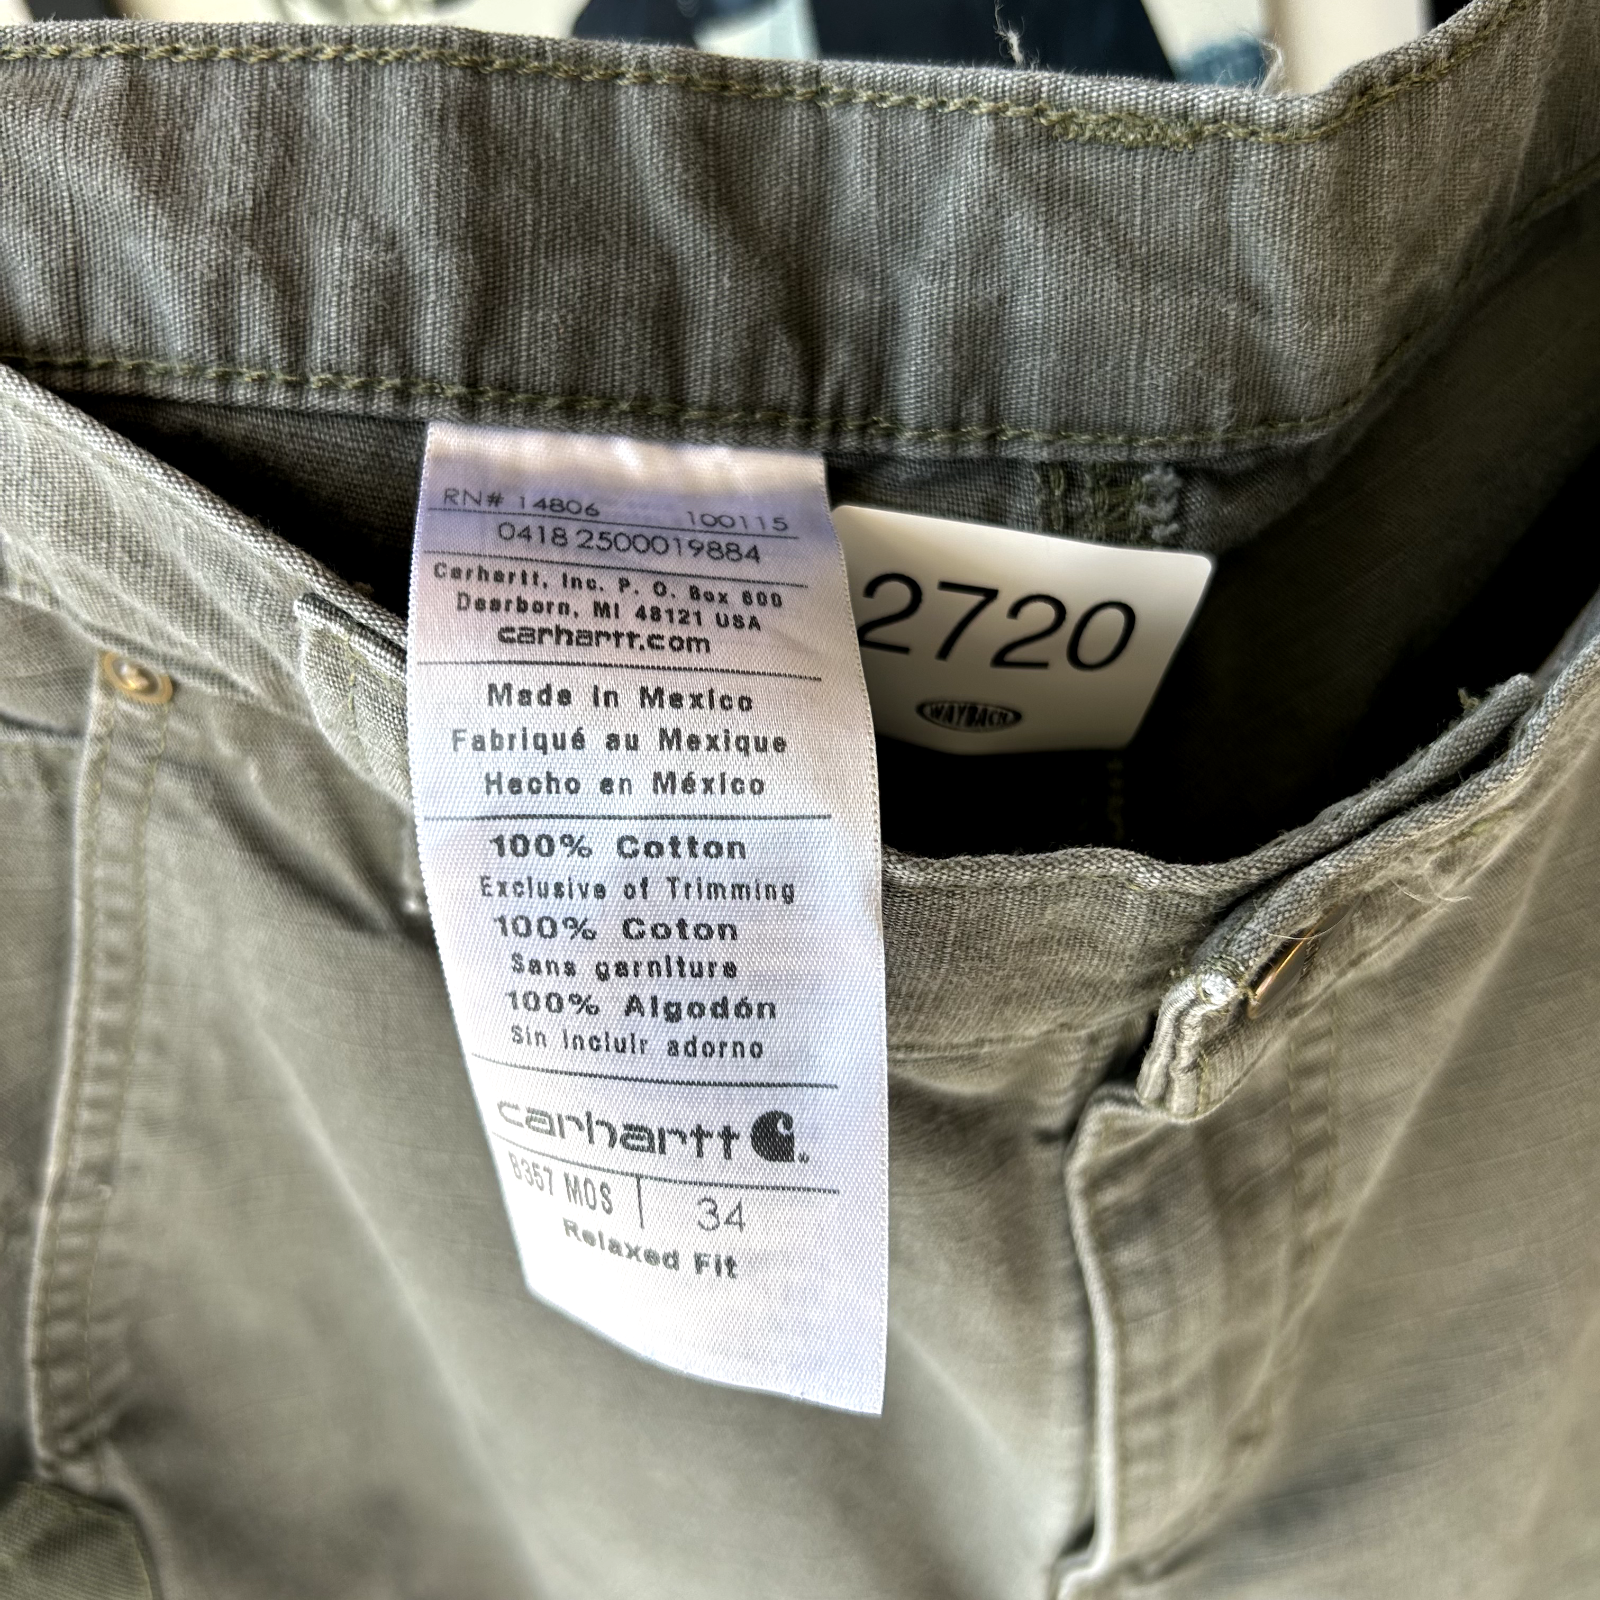 RN# 14806 100115
0418 2500019884
Carhartt, Inc. P. O. Box 600
Dearborn, MI 48121 USA
carhartt.com
Made in Mexico
Fabriqué au Mexique
Hecho en México
100% Cotton
Exclusive of Trimming
100% Coton
Sans garniture
100% Algodón
Sin incluir adorno
carhartt
B357 MOS | 34
Relaxed Fit
2720
WAYBACK